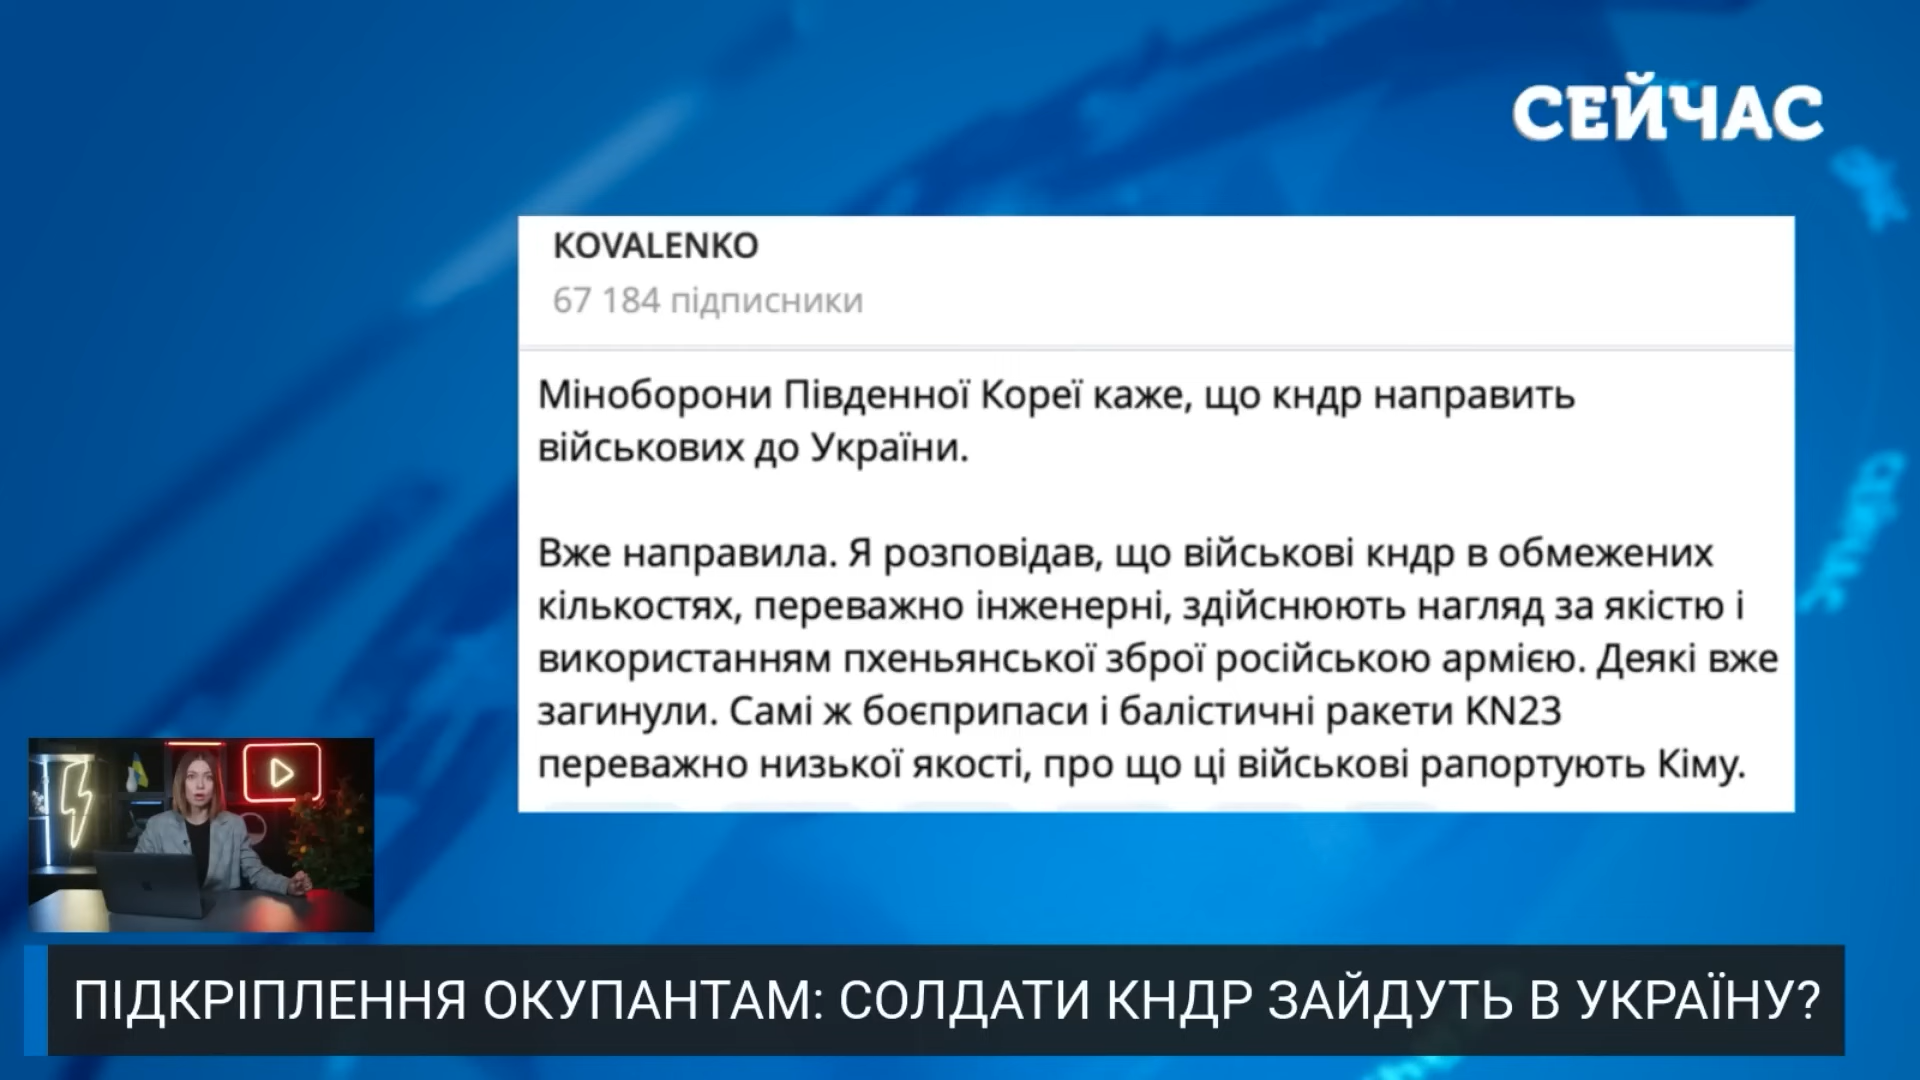 СЕЙЧАС
KOVALENKO
67 184 підписники
Міноборони Південної Кореї каже, що кндр направить
військових до України.
Вже направила. Я розповідав, що військові кндр в обмежених
кількостях, переважно інженерні, здійснюють нагляд за якістю і
використанням пхеньянської зброї російською армією. Деякі вже
загинули. Самі ж боєприпаси і балістичні ракети KN23
переважно низької якості, про що ці військові рапортують Кіму.
ПІДКРІПЛЕННЯ ОКУПАНТАМ: СОЛДАТИ КНДР ЗАЙДУТЬ В УКРАЇНУ?